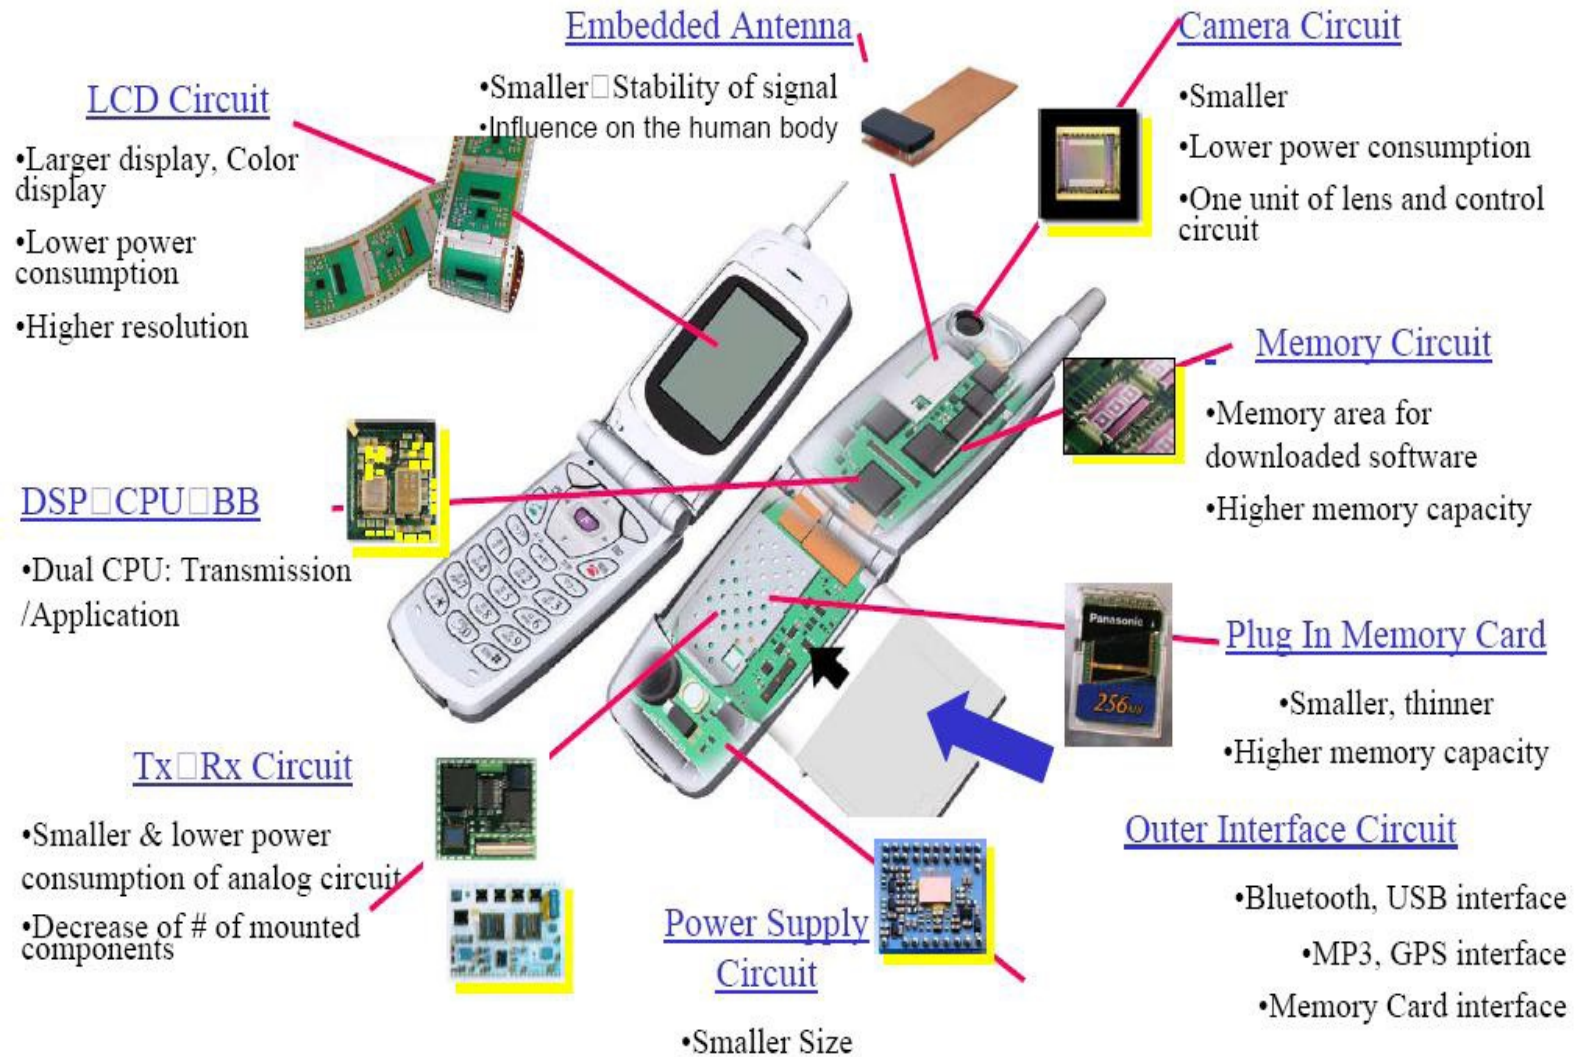 Embedded Antenna
•Smaller□Stability of signal
•Influence on the human body
Camera Circuit
•Smaller
•Lower power consumption
•One unit of lens and control
circuit
LCD Circuit
•Larger display, Color
display
•Lower power
consumption
•Higher resolution
Memory Circuit
•Memory area for
downloaded software
•Higher memory capacity
DSP□CPU□BB
•Dual CPU: Transmission
/Application
Panasonic
256MB
Plug In Memory Card
•Smaller, thinner
•Higher memory capacity
Tx□Rx Circuit
•Smaller & lower power
consumption of analog circuit
•Decrease of # of mounted
components
Power Supply
Circuit
•Smaller Size
Outer Interface Circuit
•Bluetooth, USB interface
•MP3, GPS interface
•Memory Card interface